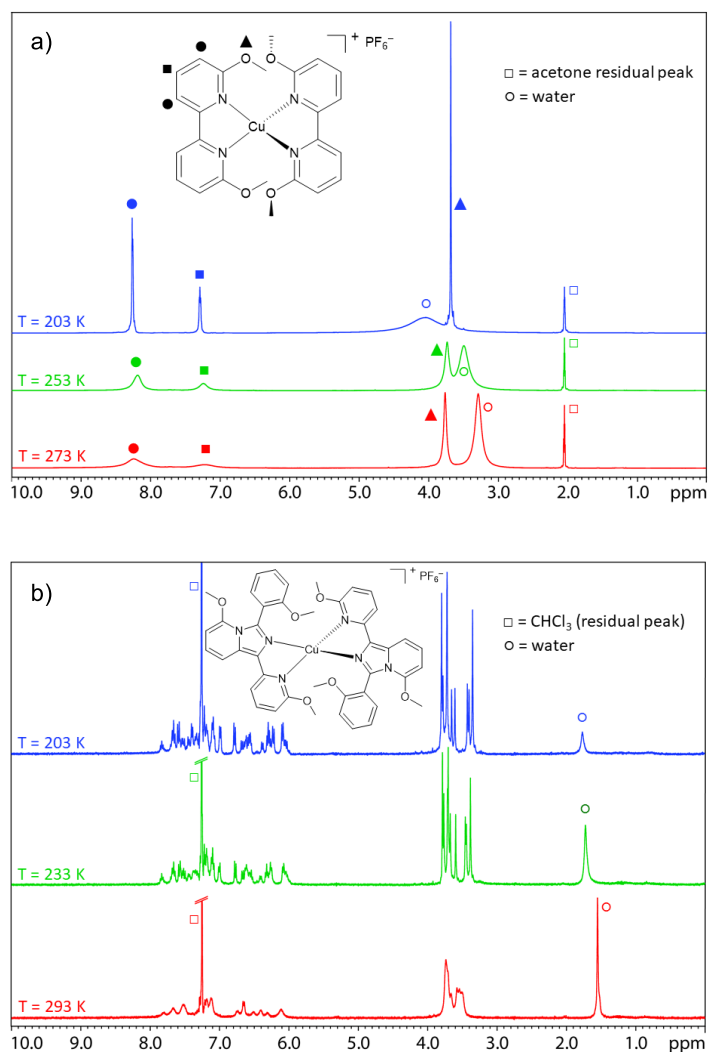 a)
] + PF₆⁻
● O ▲ O
■
● N N
Cu
N N
O O
□ = acetone residual peak
○ = water
T = 203 K
T = 253 K
T = 273 K
10.0 9.0 8.0 7.0 6.0 5.0 4.0 3.0 2.0 1.0 ppm
b)
] + PF₆⁻
O O O
N N
N Cu N
N N
O O O
□ = CHCl₃ (residual peak)
○ = water
T = 203 K
T = 233 K
T = 293 K
10.0 9.0 8.0 7.0 6.0 5.0 4.0 3.0 2.0 1.0 ppm